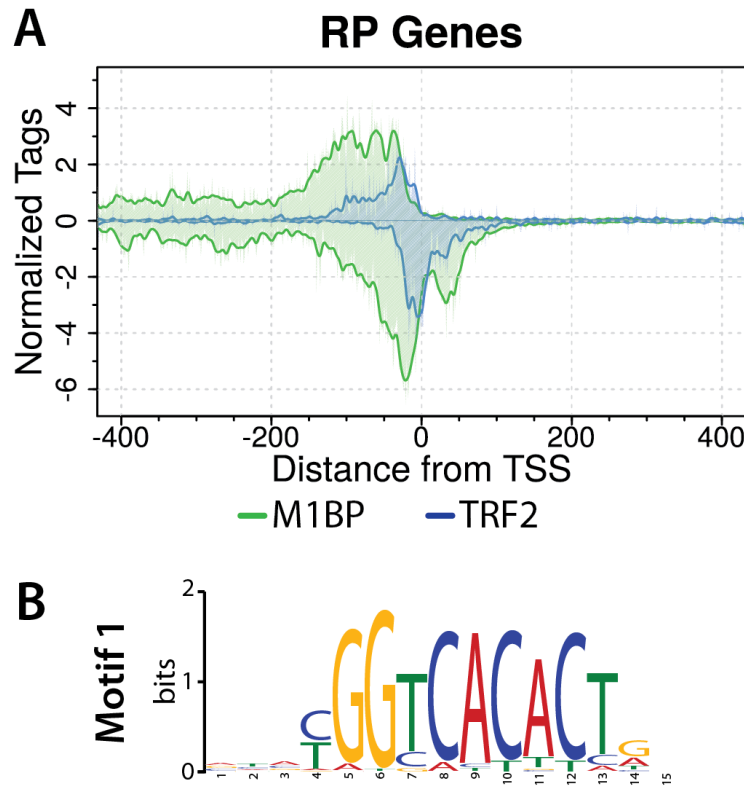 A
RP Genes
Normalized Tags
4
2
0
-2
-4
-6
-400 -200 0 200 400
Distance from TSS
M1BP TRF2
B
Motif 1
bits
2
1
0
CGGTCACACTG
TACATTCA
1 2 3 4 5 6 7 8 9 10 11 12 13 14 15